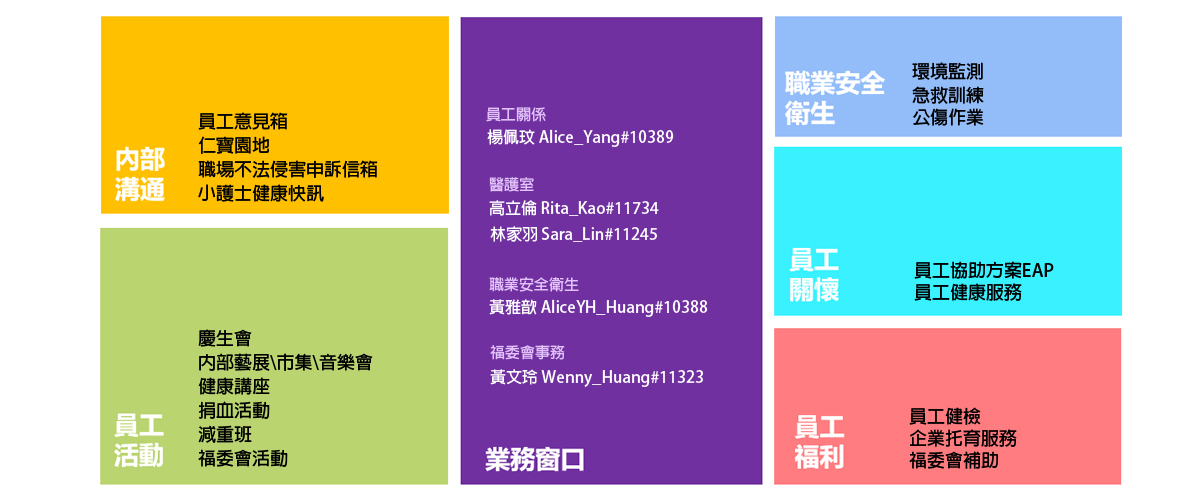 內部
溝通
員工意見箱
仁寶園地
職場不法侵害申訴信箱
小護士健康快訊
員工
活動
慶生會
內部藝展\市集\音樂會
健康講座
捐血活動
減重班
福委會活動
員工關係
楊佩玟 Alice_Yang#10389
醫護室
高立倫 Rita_Kao#11734
林家羽 Sara_Lin#11245
職業安全衛生
黃雅歆 AliceYH_Huang#10388
福委會事務
黃文玲 Wenny_Huang#11323
業務窗口
職業安全
衛生
環境監測
急救訓練
公傷作業
員工
關懷
員工協助方案EAP
員工健康服務
員工
福利
員工健檢
企業托育服務
福委會補助